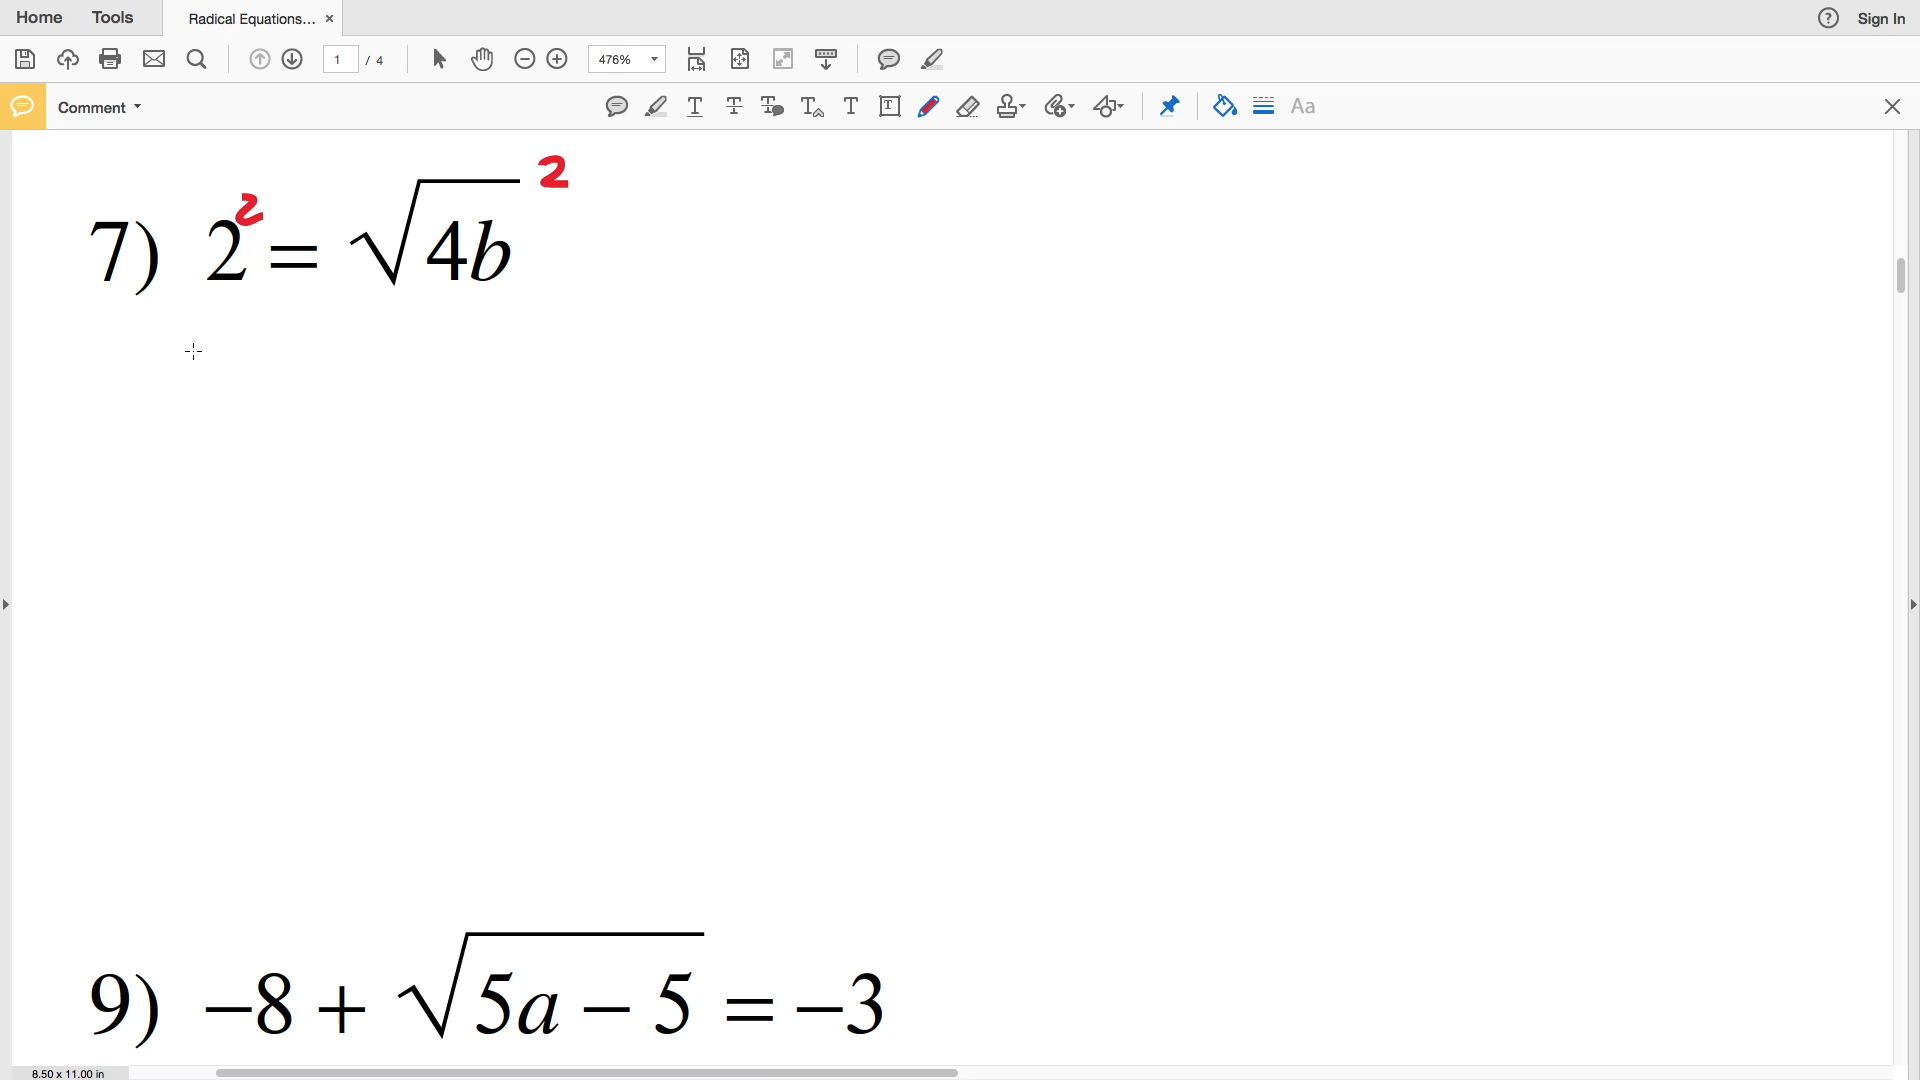 Home Tools Radical Equations... × ? Sign In
1 / 4 476%
Comment T T T T T T Aa
7) 2² = √4b ²
9) –8 + √5a – 5 = –3
8.50 x 11.00 in